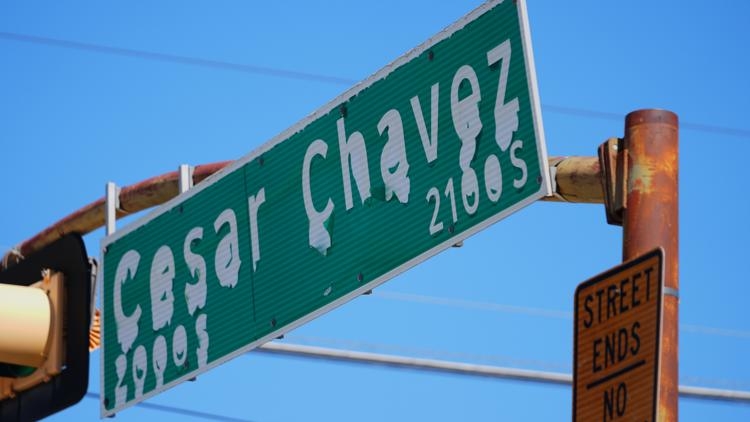 Cesar Chavez
2000S 2100S
STREET
ENDS
NO